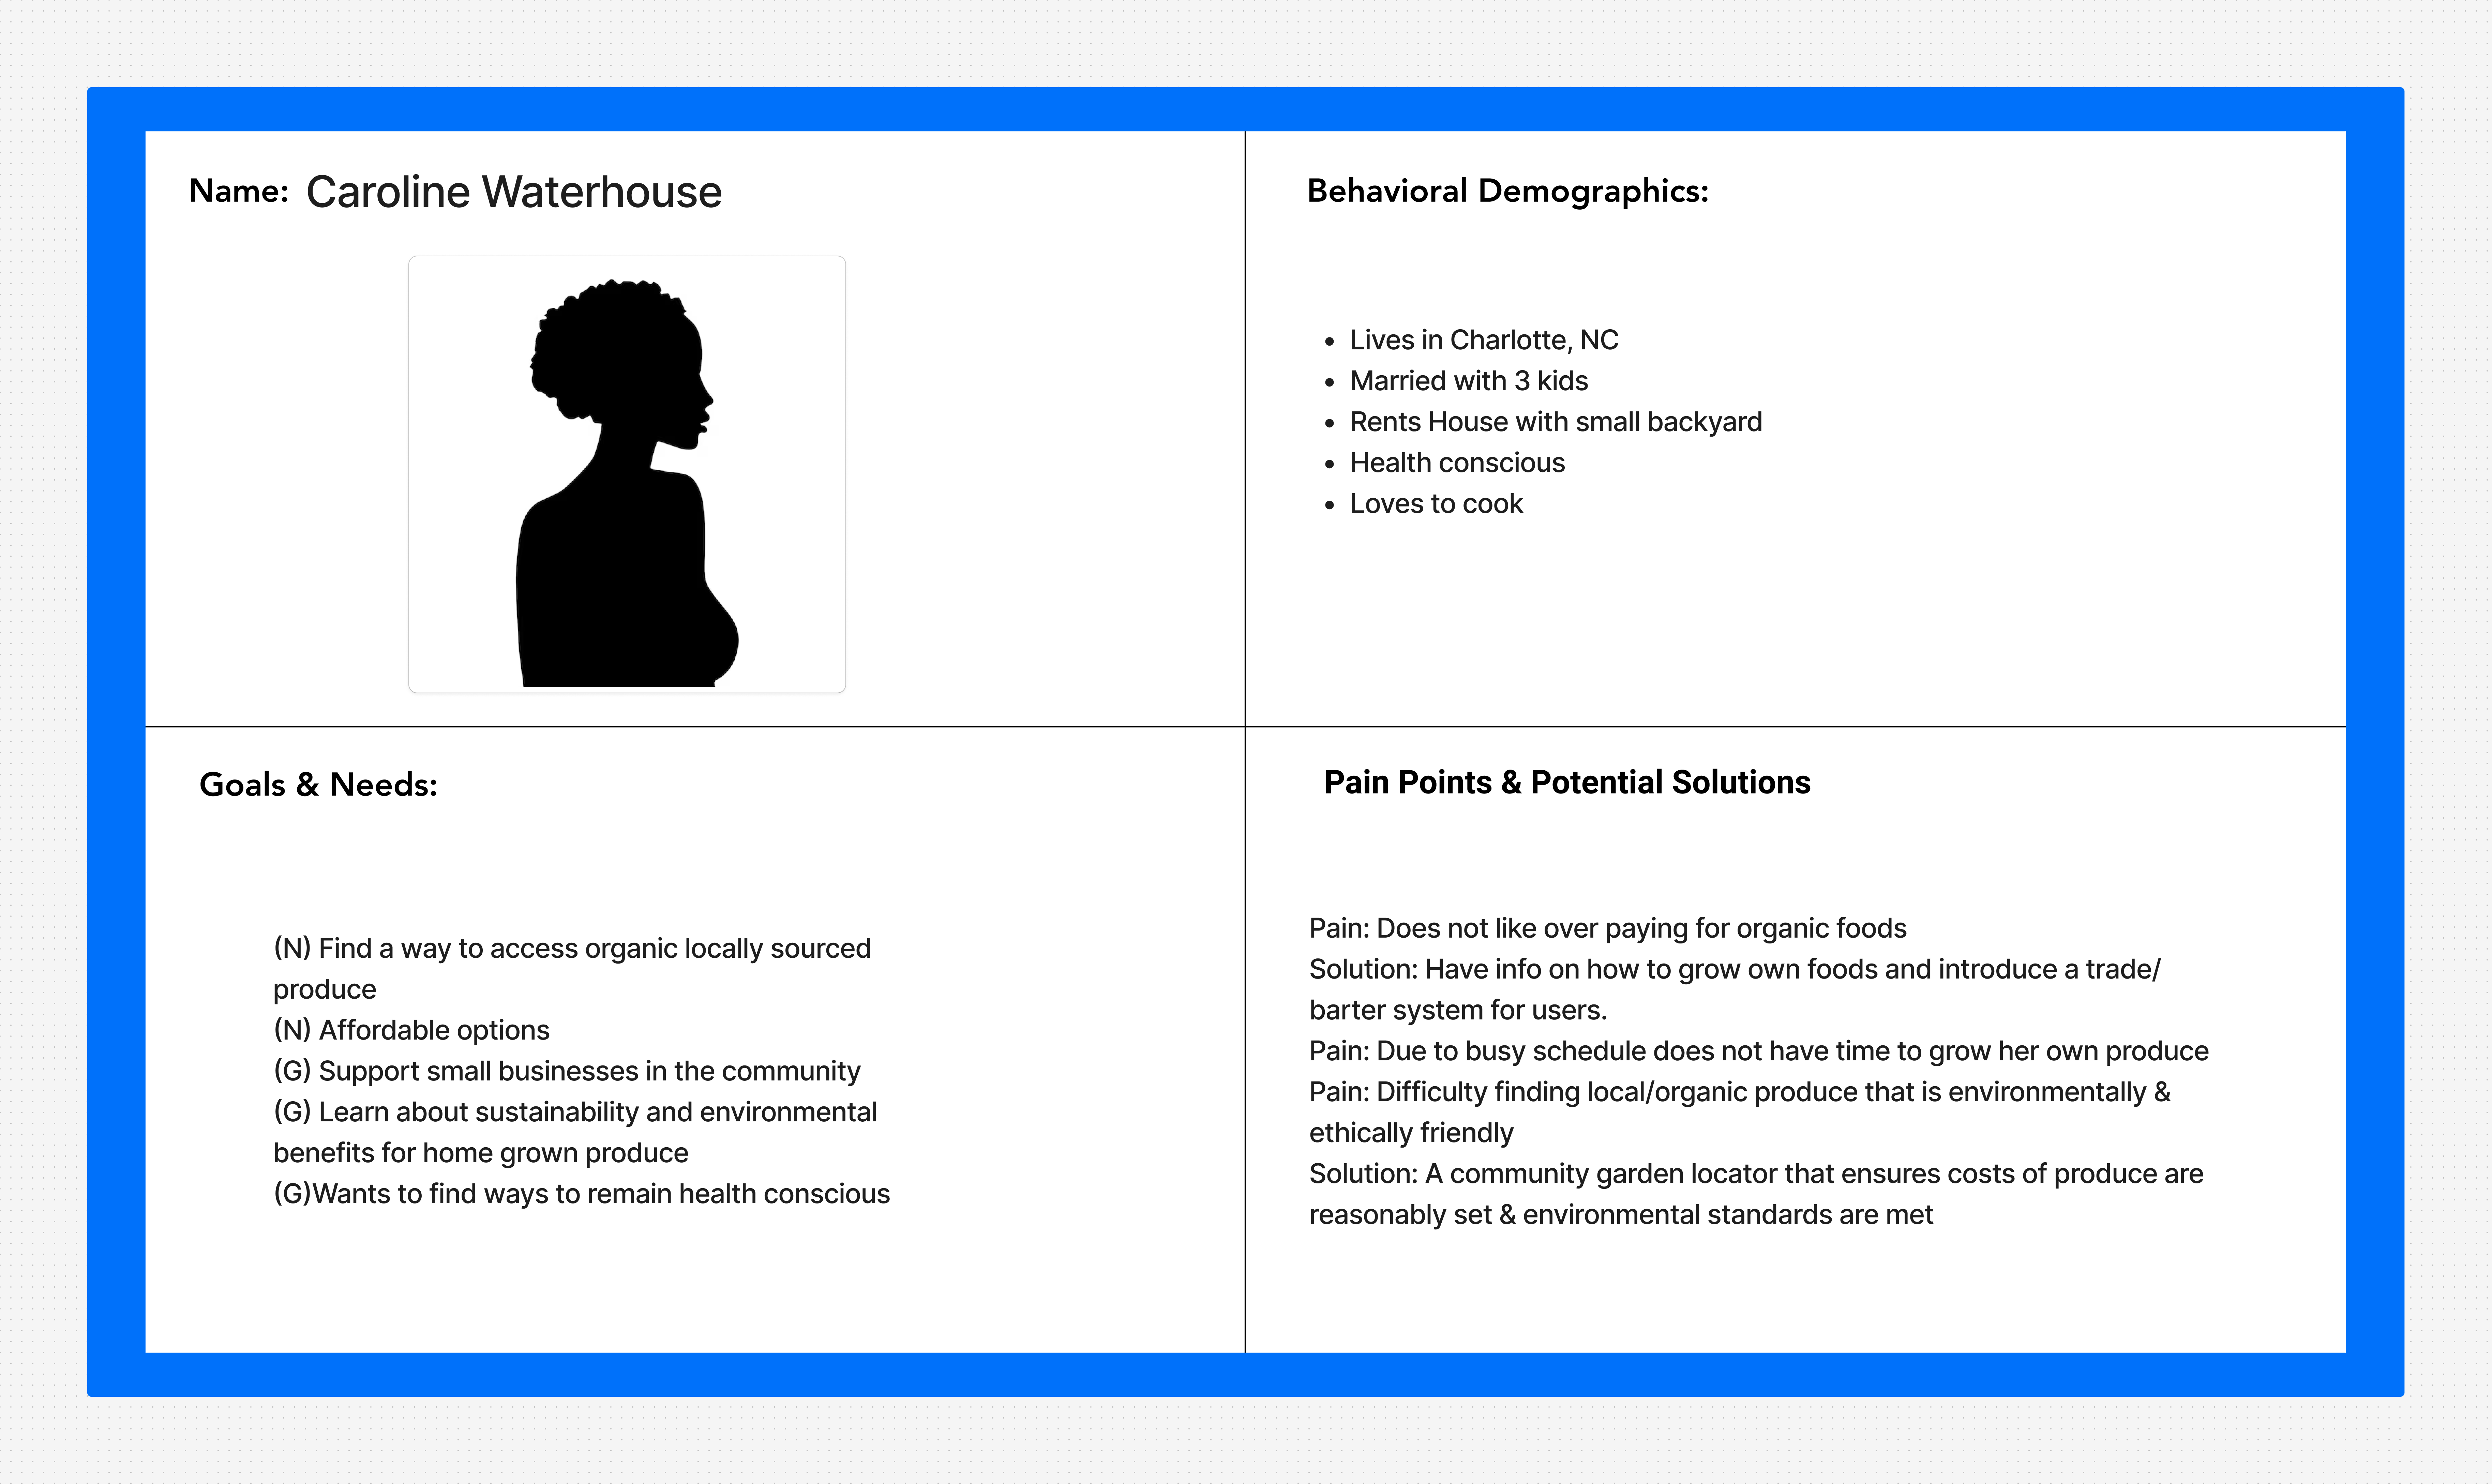 Name: Caroline Waterhouse
Behavioral Demographics:
• Lives in Charlotte, NC
• Married with 3 kids
• Rents House with small backyard
• Health conscious
• Loves to cook
Goals & Needs:
(N) Find a way to access organic locally sourced
produce
(N) Affordable options
(G) Support small businesses in the community
(G) Learn about sustainability and environmental
benefits for home grown produce
(G)Wants to find ways to remain health conscious
Pain Points & Potential Solutions
Pain: Does not like over paying for organic foods
Solution: Have info on how to grow own foods and introduce a trade/
barter system for users.
Pain: Due to busy schedule does not have time to grow her own produce
Pain: Difficulty finding local/organic produce that is environmentally &
ethically friendly
Solution: A community garden locator that ensures costs of produce are
reasonably set & environmental standards are met